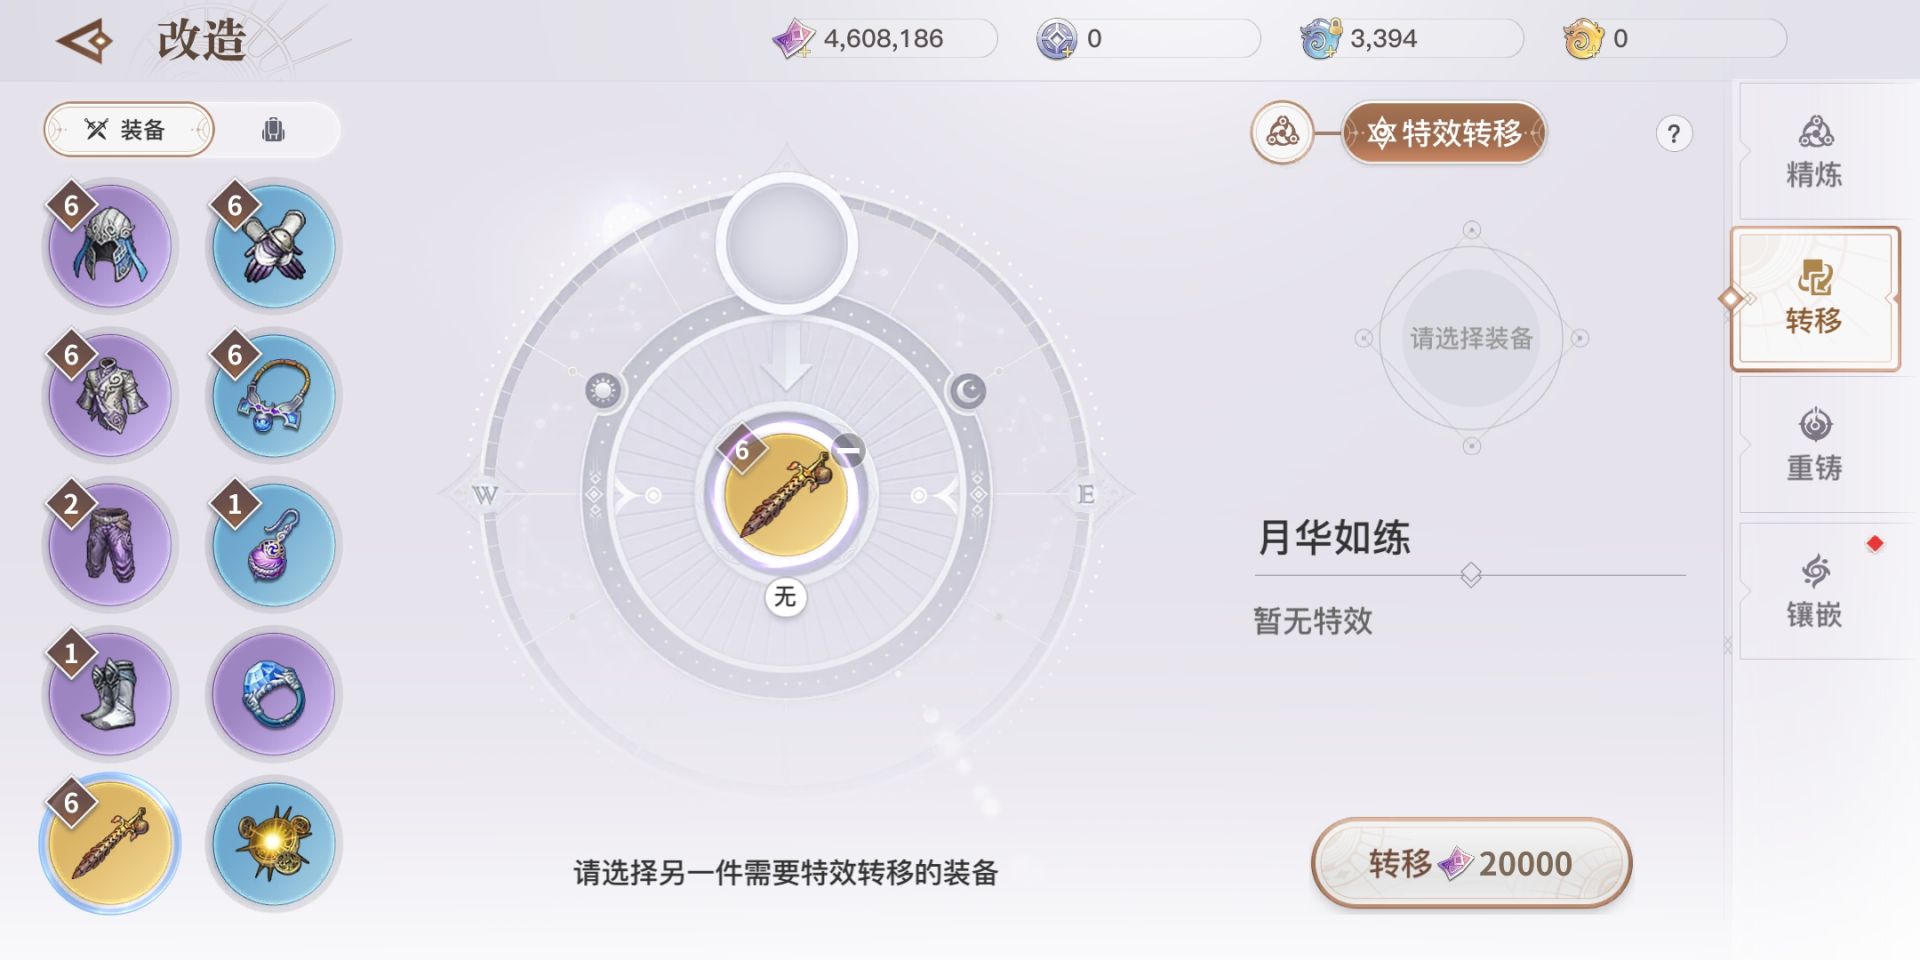 改造
4,608,186
0
3,394
0
装备
特效转移
?
6
6
6
6
2
1
1
6
W
E
6
无
请选择另一件需要特效转移的装备
请选择装备
月华如练
暂无特效
转移 20000
精炼
转移
重铸
镶嵌